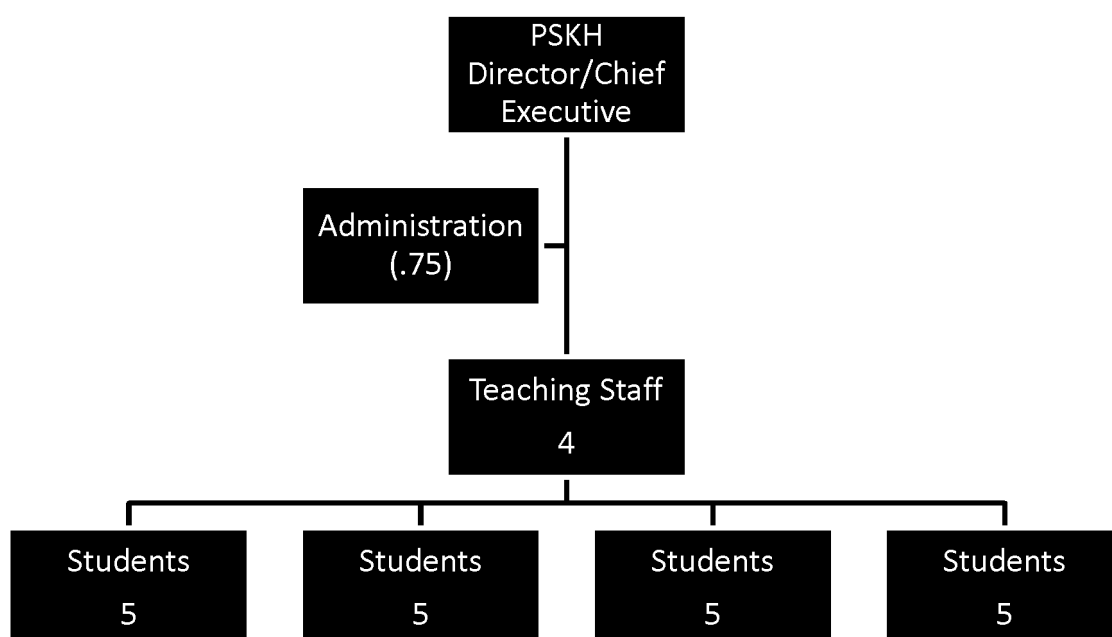 PSKH
Director/Chief
Executive
Administration
(.75)
Teaching Staff
4
Students
5
Students
5
Students
5
Students
5